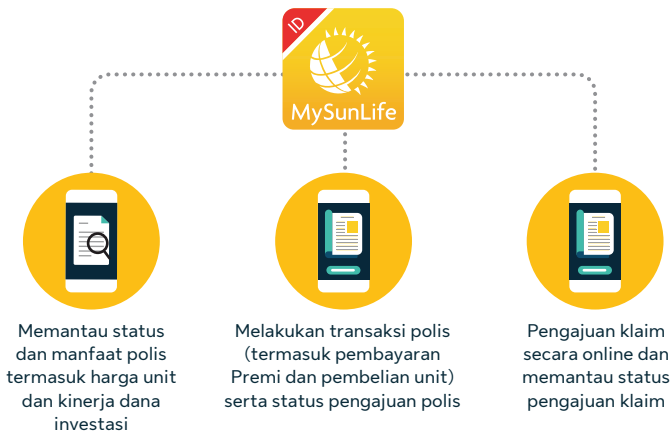 ID
MySunLife
Memantau status
dan manfaat polis
termasuk harga unit
dan kinerja dana
investasi
Melakukan transaksi polis
(termasuk pembayaran
Premi dan pembelian unit)
serta status pengajuan polis
Pengajuan klaim
secara online dan
memantau status
pengajuan klaim